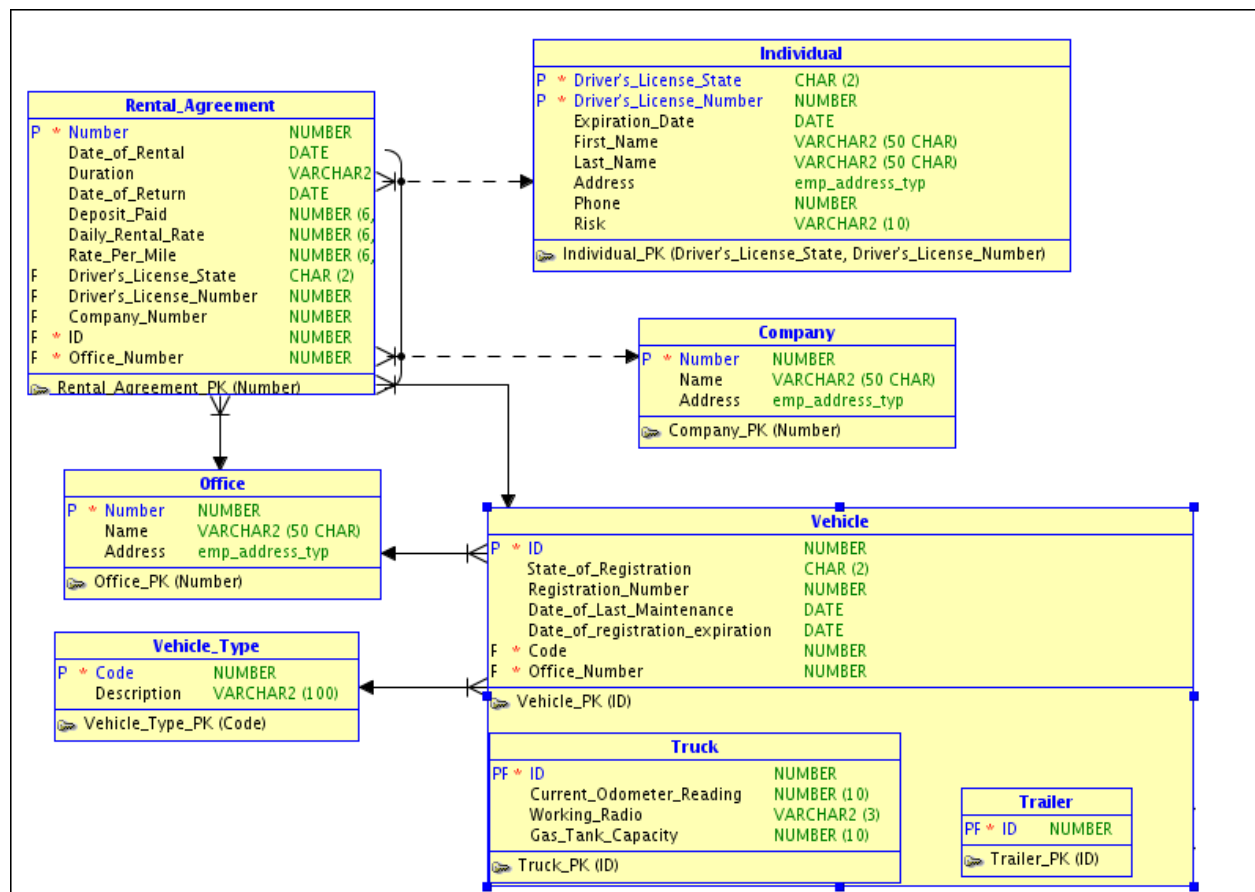 Rental_Agreement
P * Number NUMBER
Date_of_Rental DATE
Duration VARCHAR2
Date_of_Return DATE
Deposit_Paid NUMBER (6,
Daily_Rental_Rate NUMBER (6,
Rate_Per_Mile NUMBER (6,
F Driver's_License_State CHAR (2)
F Driver's_License_Number NUMBER
F Company_Number NUMBER
F * ID NUMBER
F * Office_Number NUMBER
Rental_Agreement_PK (Number)
Individual
P * Driver's_License_State CHAR (2)
P * Driver's_License_Number NUMBER
Expiration_Date DATE
First_Name VARCHAR2 (50 CHAR)
Last_Name VARCHAR2 (50 CHAR)
Address emp_address_typ
Phone NUMBER
Risk VARCHAR2 (10)
Individual_PK (Driver's_License_State, Driver's_License_Number)
Company
P * Number NUMBER
Name VARCHAR2 (50 CHAR)
Address emp_address_typ
Company_PK (Number)
Office
P * Number NUMBER
Name VARCHAR2 (50 CHAR)
Address emp_address_typ
Office_PK (Number)
Vehicle_Type
P * Code NUMBER
Description VARCHAR2 (100)
Vehicle_Type_PK (Code)
Vehicle
P * ID NUMBER
State_of_Registration CHAR (2)
Registration_Number NUMBER
Date_of_Last_Maintenance DATE
Date_of_registration_expiration DATE
F * Code NUMBER
F * Office_Number NUMBER
Vehicle_PK (ID)
Truck
PF * ID NUMBER
Current_Odometer_Reading NUMBER (10)
Working_Radio VARCHAR2 (3)
Gas_Tank_Capacity NUMBER (10)
Truck_PK (ID)
Trailer
PF * ID NUMBER
Trailer_PK (ID)